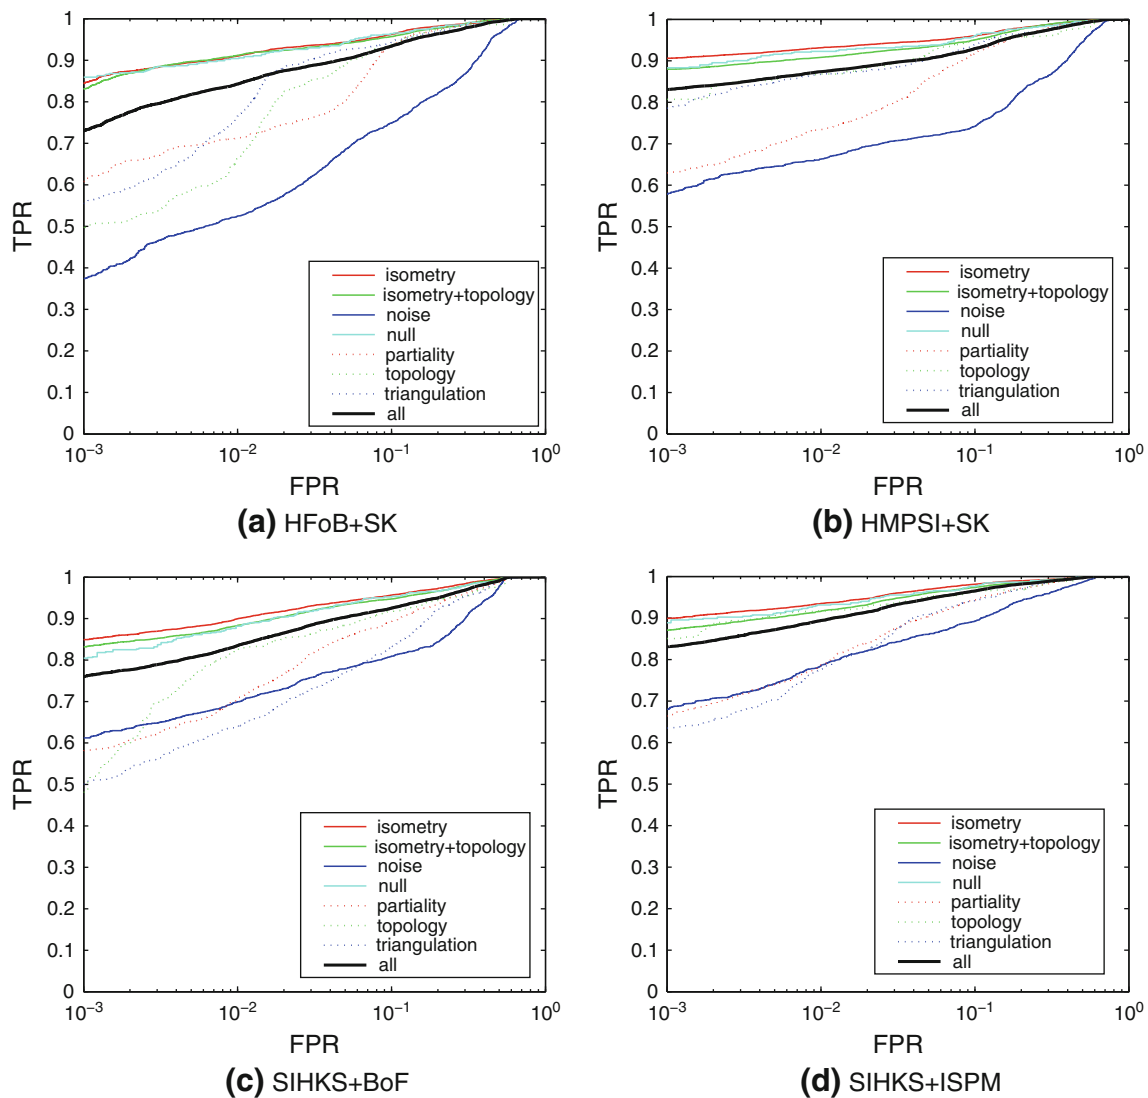 1
0.9
0.8
0.7
0.6
0.5
0.4
0.3
0.2
0.1
0
TPR
isometry
isometry+topology
noise
null
partiality
topology
triangulation
all
10⁻³
10⁻²
10⁻¹
10⁰
FPR
(a) HFoB+SK
1
0.9
0.8
0.7
0.6
0.5
0.4
0.3
0.2
0.1
0
TPR
isometry
isometry+topology
noise
null
partiality
topology
triangulation
all
10⁻³
10⁻²
10⁻¹
10⁰
FPR
(b) HMPSI+SK
1
0.9
0.8
0.7
0.6
0.5
0.4
0.3
0.2
0.1
0
TPR
isometry
isometry+topology
noise
null
partiality
topology
triangulation
all
10⁻³
10⁻²
10⁻¹
10⁰
FPR
(c) SIHKS+BoF
1
0.9
0.8
0.7
0.6
0.5
0.4
0.3
0.2
0.1
0
TPR
isometry
isometry+topology
noise
null
partiality
topology
triangulation
all
10⁻³
10⁻²
10⁻¹
10⁰
FPR
(d) SIHKS+ISPM